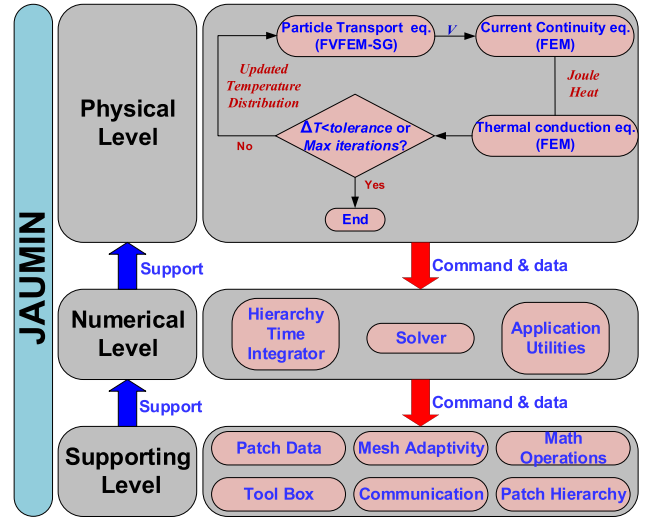 JAUMIN
Physical
Level
Particle Transport eq.
(FVFEM-SG)
V
Current Continuity eq.
(FEM)
Updated
Temperature
Distribution
Joule
Heat
ΔT<tolerance or
Max iterations?
Thermal conduction eq.
(FEM)
No
Yes
End
Support
Command & data
Numerical
Level
Hierarchy
Time
Integrator
Solver
Application
Utilities
Support
Command & data
Supporting
Level
Patch Data
Mesh Adaptivity
Math
Operations
Tool Box
Communication
Patch Hierarchy